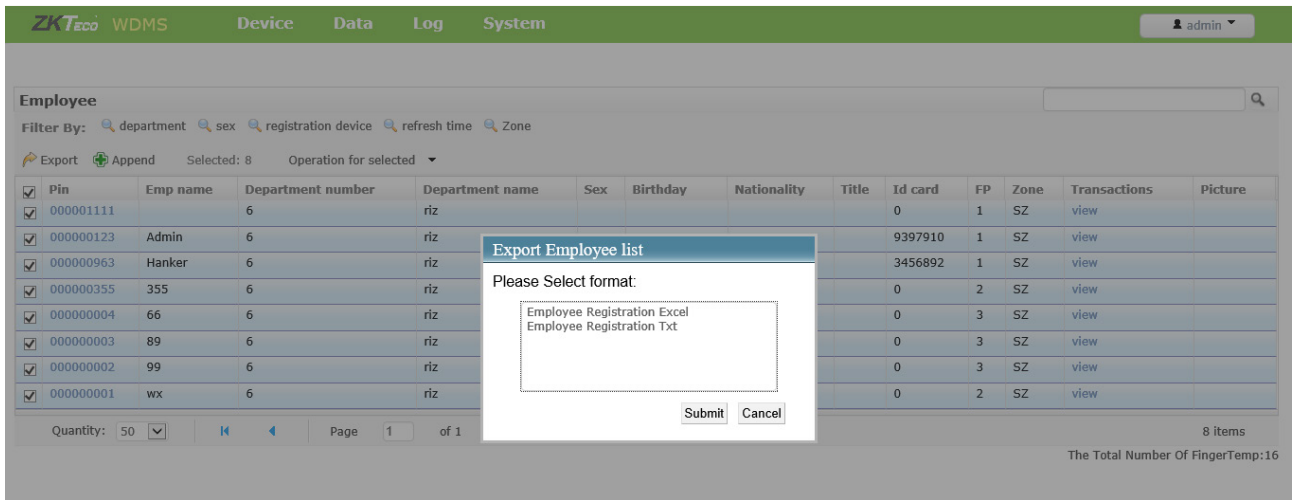 ZKTeco WDMS Device Data Log System admin
Employee
Filter By: department sex registration device refresh time Zone
Export Append Selected: 8 Operation for selected
Pin Emp name Department number Department name Sex Birthday Nationality Title Id card FP Zone Transactions Picture
000001111 6 riz 0 1 SZ view
000000123 Admin 6 riz 9397910 1 SZ view
000000963 Hanker 6 riz 3456892 1 SZ view
000000355 355 6 riz 0 2 SZ view
000000004 66 6 riz 0 3 SZ view
000000003 89 6 riz 0 3 SZ view
000000002 99 6 riz 0 3 SZ view
000000001 wx 6 riz 0 2 SZ view
Export Employee list
Please Select format:
Employee Registration Excel
Employee Registration Txt
Submit Cancel
Quantity: 50 Page 1 of 1 8 items
The Total Number Of FingerTemp:16